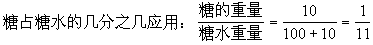 糖占糖水的几分之几应用：糖的重量/糖水重量 = 10/(100+10) = 1/11